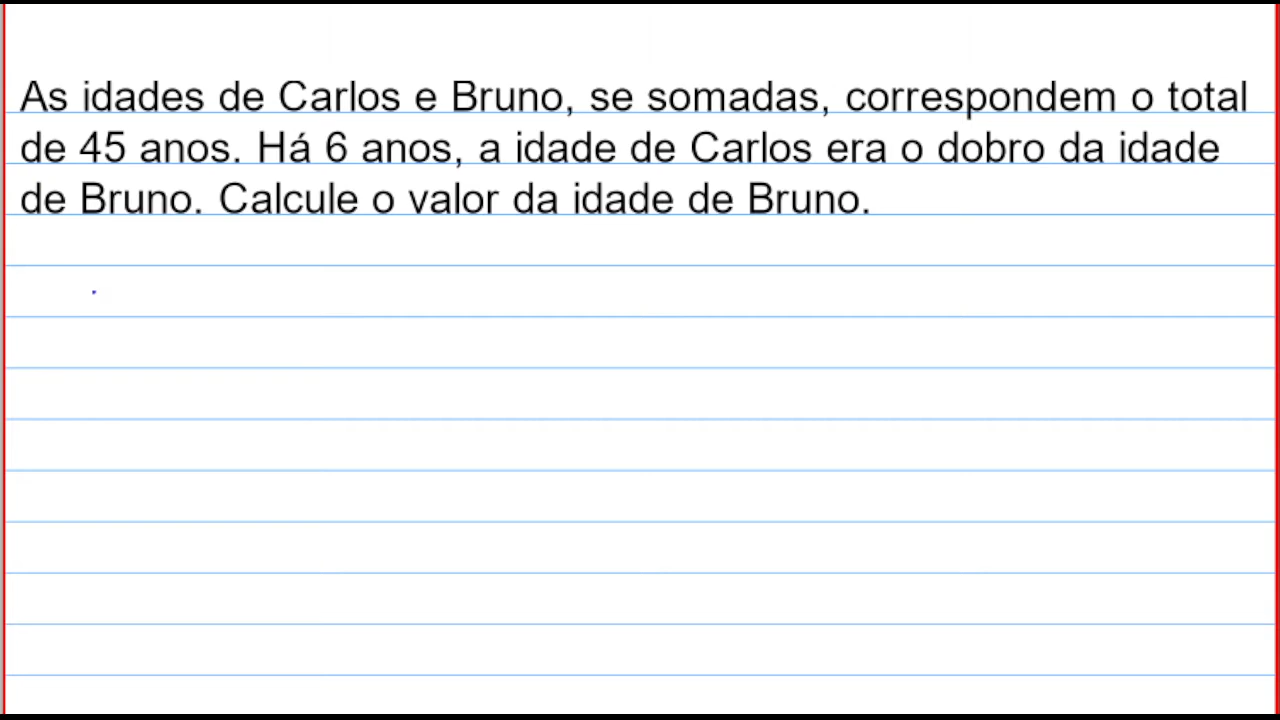 As idades de Carlos e Bruno, se somadas, correspondem o total
de 45 anos. Há 6 anos, a idade de Carlos era o dobro da idade
de Bruno. Calcule o valor da idade de Bruno.